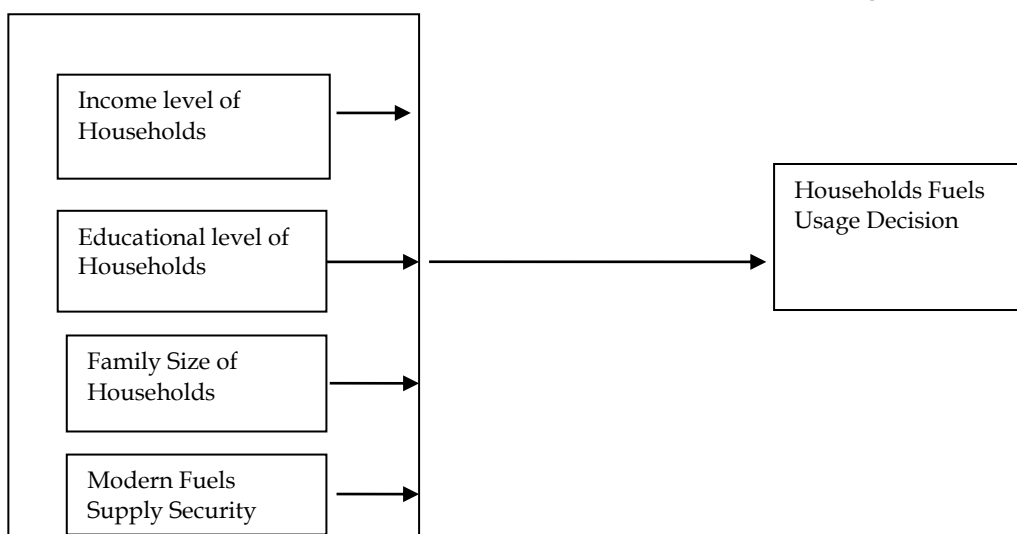 Income level of
Households
Educational level of
Households
Family Size of
Households
Modern Fuels
Supply Security
Households Fuels
Usage Decision